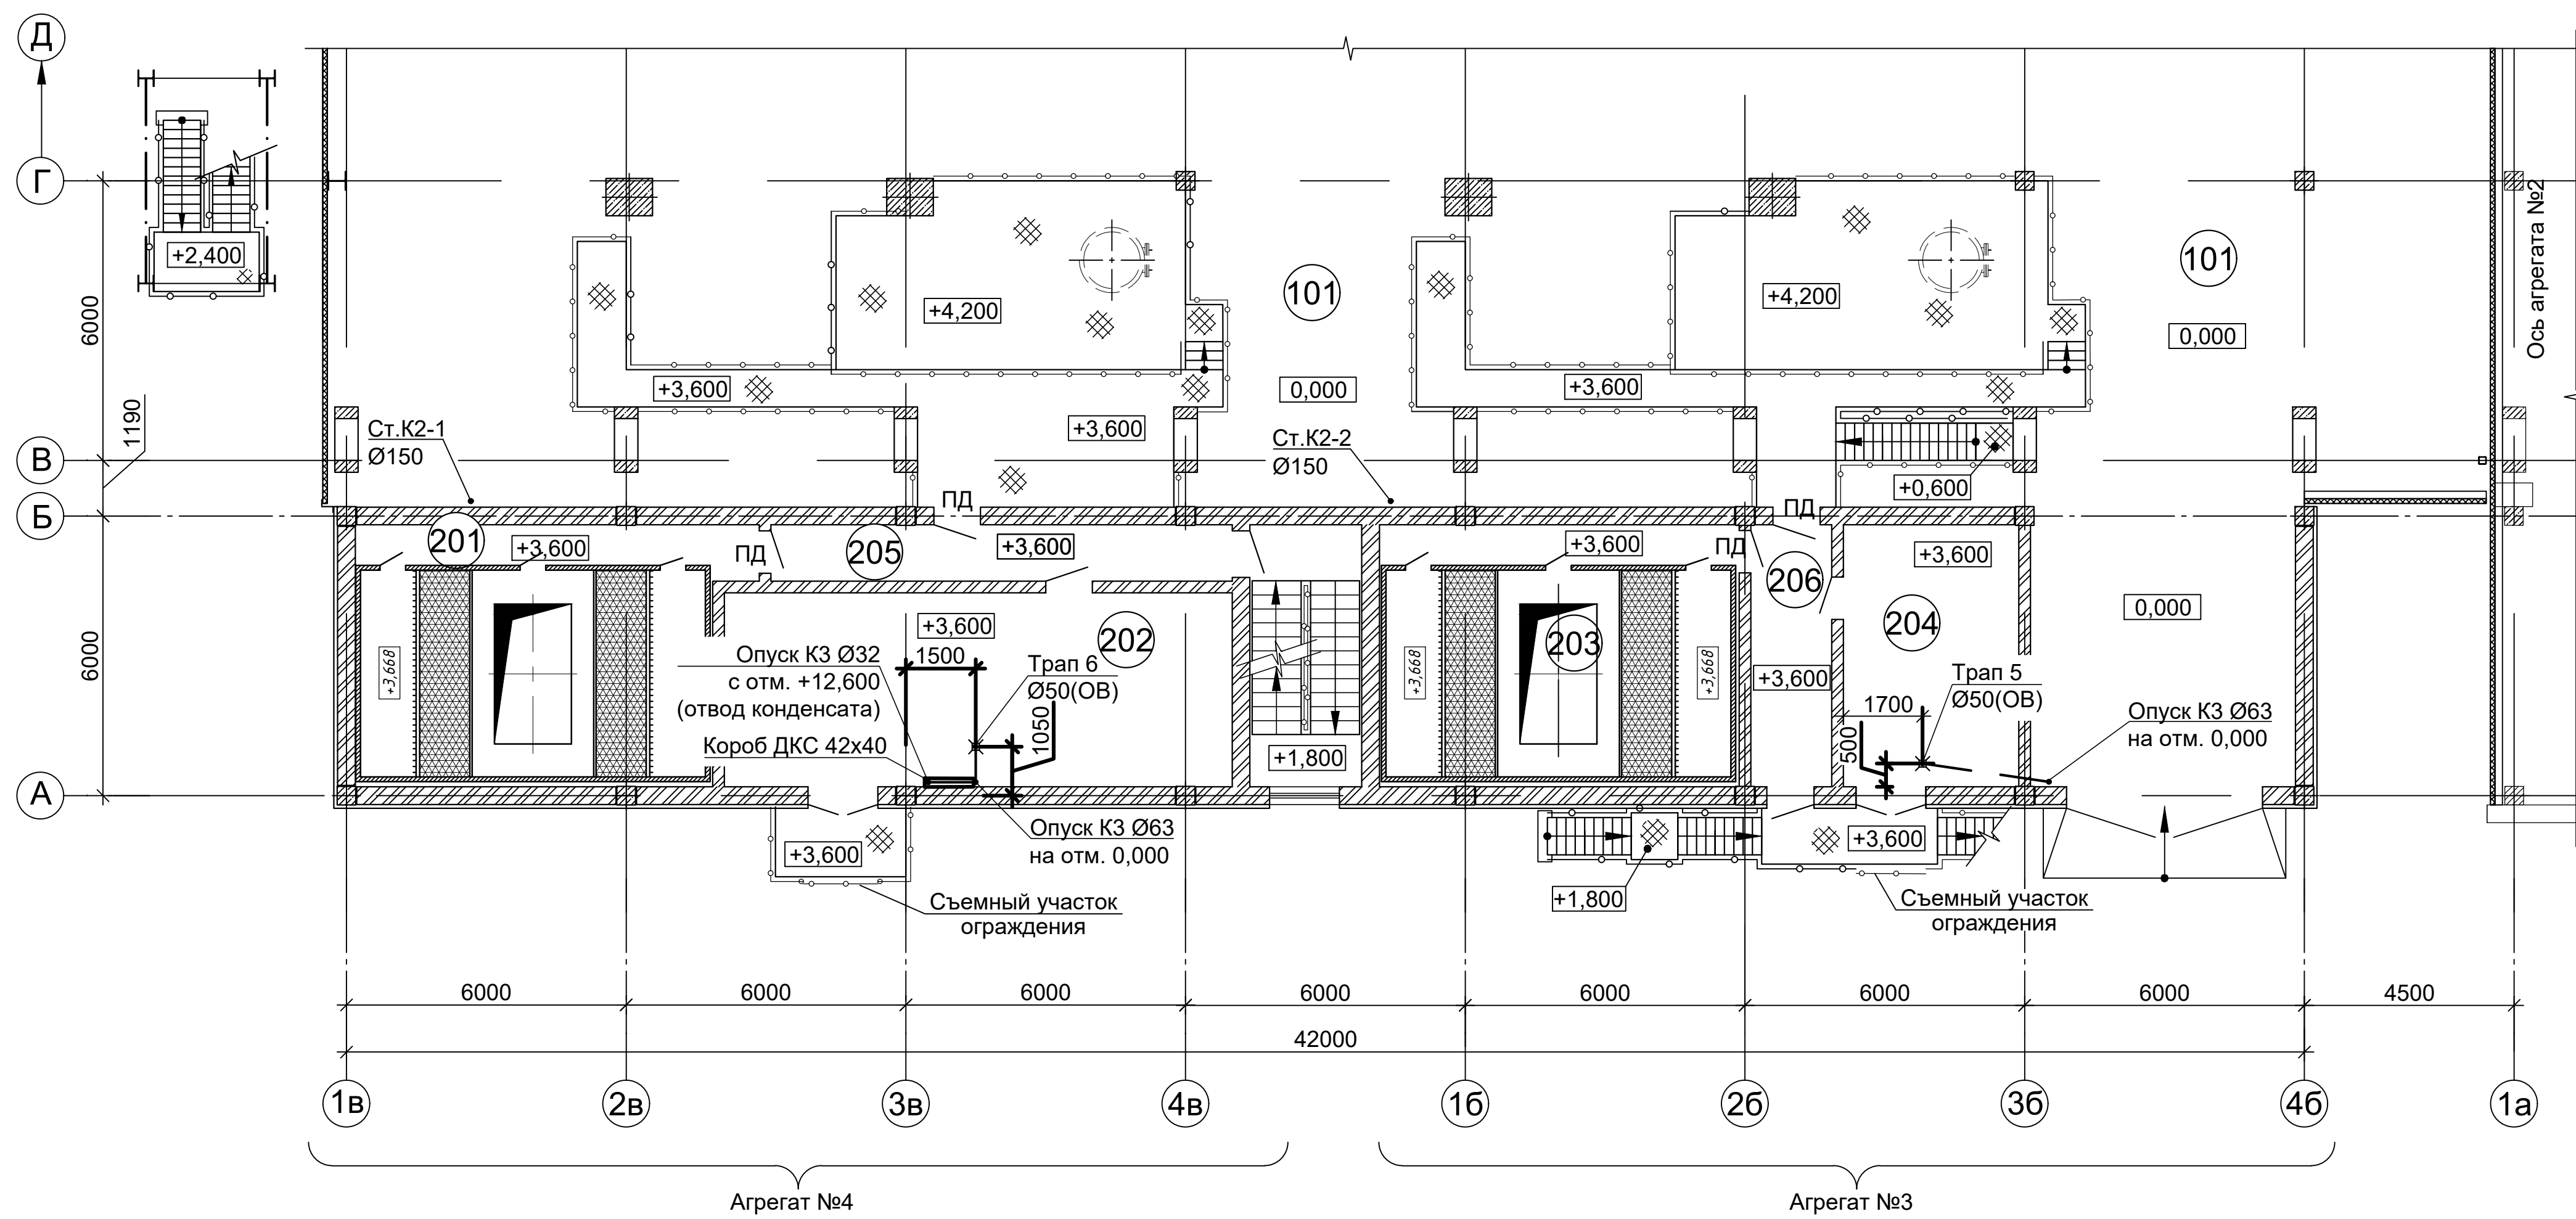 Д
Г
+2,400
101
101
Ось агрегата №2
+4,200
+4,200
0,000
6000
+3,600
0,000
+3,600
1190
Ст.К2-1
Ø150
+3,600
Ст.К2-2
Ø150
В
+0,600
ПД
ПД
Б
201
+3,600
ПД
205
+3,600
+3,600
ПД
206
+3,600
204
0,000
6000
+3,600
202
203
Опуск К3 Ø32
с отм. +12,600
(отвод конденсата)
1500
Трап 6
Ø50(ОВ)
1050
+3,668
+3,668
+3,668
+3,600
Трап 5
Ø50(ОВ)
1700
500
Опуск К3 Ø63
на отм. 0,000
Короб ДКС 42х40
+1,800
А
Опуск К3 Ø63
на отм. 0,000
+3,600
+3,600
+1,800
Съемный участок
ограждения
Съемный участок
ограждения
6000
6000
6000
6000
6000
6000
6000
4500
42000
1в
2в
3в
4в
1б
2б
3б
4б
1а
Агрегат №4
Агрегат №3